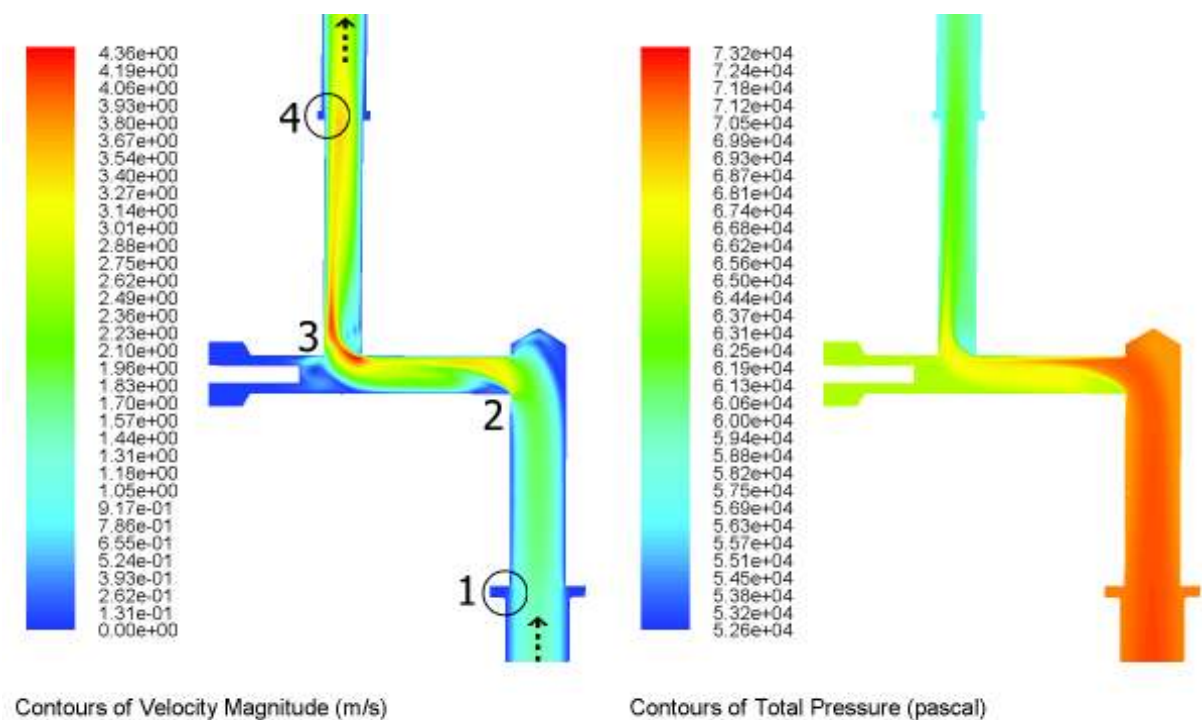 4.36e+00
4.19e+00
4.06e+00
3.93e+00
3.80e+00
3.67e+00
3.54e+00
3.40e+00
3.27e+00
3.14e+00
3.01e+00
2.88e+00
2.75e+00
2.62e+00
2.49e+00
2.36e+00
2.23e+00
2.10e+00
1.96e+00
1.83e+00
1.70e+00
1.57e+00
1.44e+00
1.31e+00
1.18e+00
1.05e+00
9.17e-01
7.86e-01
6.55e-01
5.24e-01
3.93e-01
2.62e-01
1.31e-01
0.00e+00
4
3
2
1
Contours of Velocity Magnitude (m/s)
7.32e+04
7.24e+04
7.18e+04
7.12e+04
7.05e+04
6.99e+04
6.93e+04
6.87e+04
6.81e+04
6.74e+04
6.68e+04
6.62e+04
6.56e+04
6.50e+04
6.44e+04
6.37e+04
6.31e+04
6.25e+04
6.19e+04
6.13e+04
6.06e+04
6.00e+04
5.94e+04
5.88e+04
5.82e+04
5.75e+04
5.69e+04
5.63e+04
5.57e+04
5.51e+04
5.45e+04
5.38e+04
5.32e+04
5.26e+04
Contours of Total Pressure (pascal)